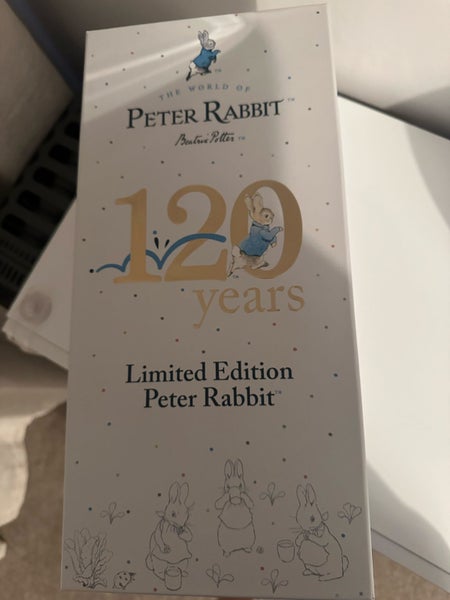 THE WORLD OF
PETER RABBIT™
Beatrix Potter™
120
years
Limited Edition
Peter Rabbit™